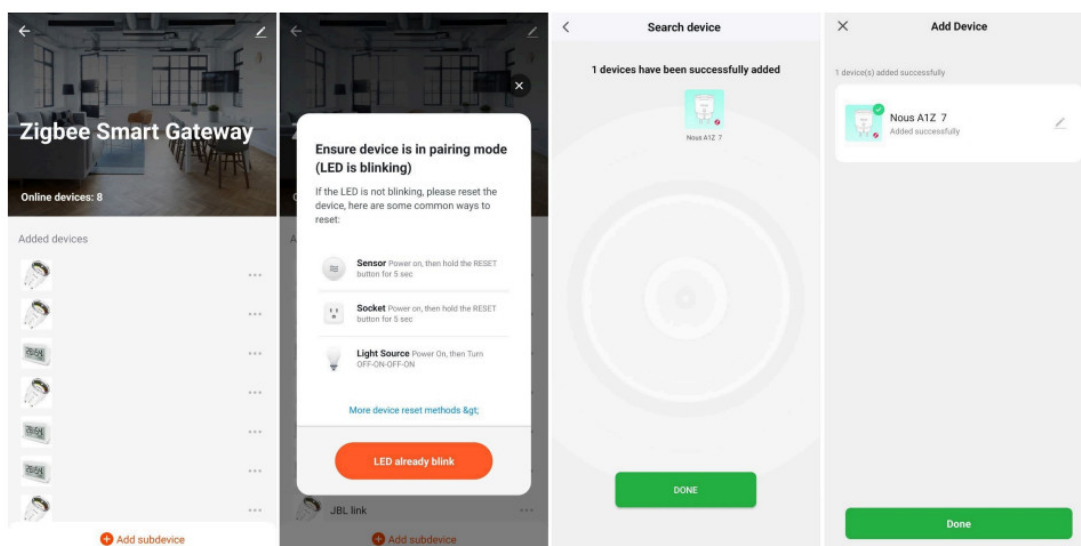 Zigbee Smart Gateway
Online devices: 8
Added devices
Add subdevice
Ensure device is in pairing mode
(LED is blinking)
If the LED is not blinking, please reset the
device, here are some common ways to
reset:
Sensor Power on, then hold the RESET
button for 5 sec
Socket Power on, then hold the RESET
button for 5 sec
Light Source Power On, then Turn
OFF-ON-OFF-ON
More device reset methods &gt;
LED already blink
JBL link
Add subdevice
Search device
1 devices have been successfully added
Nous A1Z 7
DONE
Add Device
1 device(s) added successfully
Nous A1Z 7
Added successfully
Done